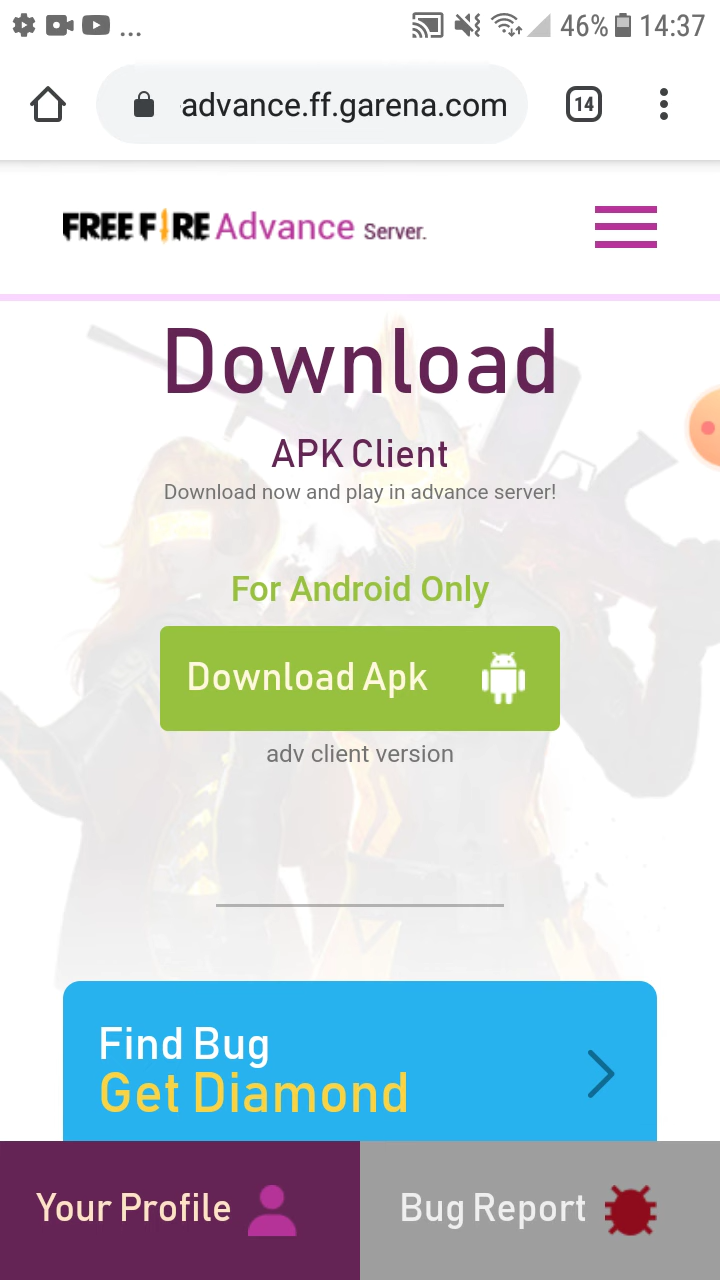 ... 46% 14:37
advance.ff.garena.com 14
FREE FIRE Advance Server.
Download
APK Client
Download now and play in advance server!
For Android Only
Download Apk
adv client version
Find Bug
Get Diamond
Your Profile Bug Report